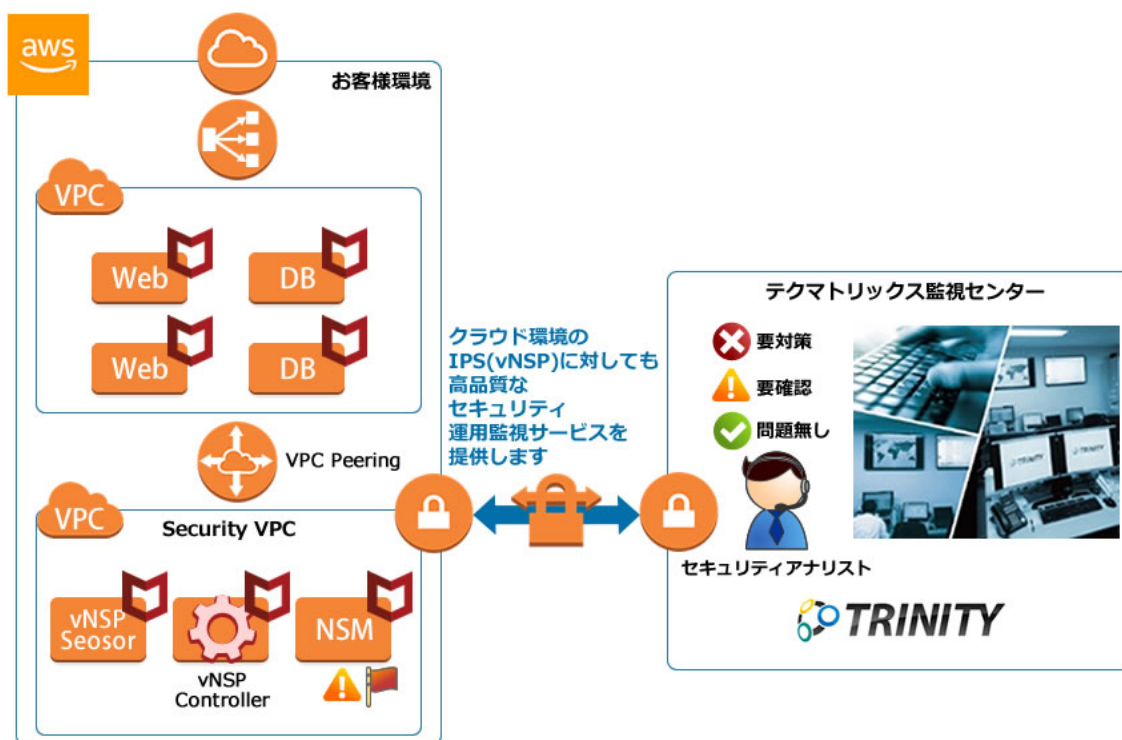 aws
お客様環境
VPC
Web
DB
Web
DB
VPC Peering
VPC
Security VPC
vNSP
Seosor
vNSP
Controller
NSM
クラウド環境の
IPS(vNSP)に対しても
高品質な
セキュリティ
運用監視サービスを
提供します
テクマトリックス監視センター
要対策
要確認
問題無し
セキュリティアナリスト
TRINITY